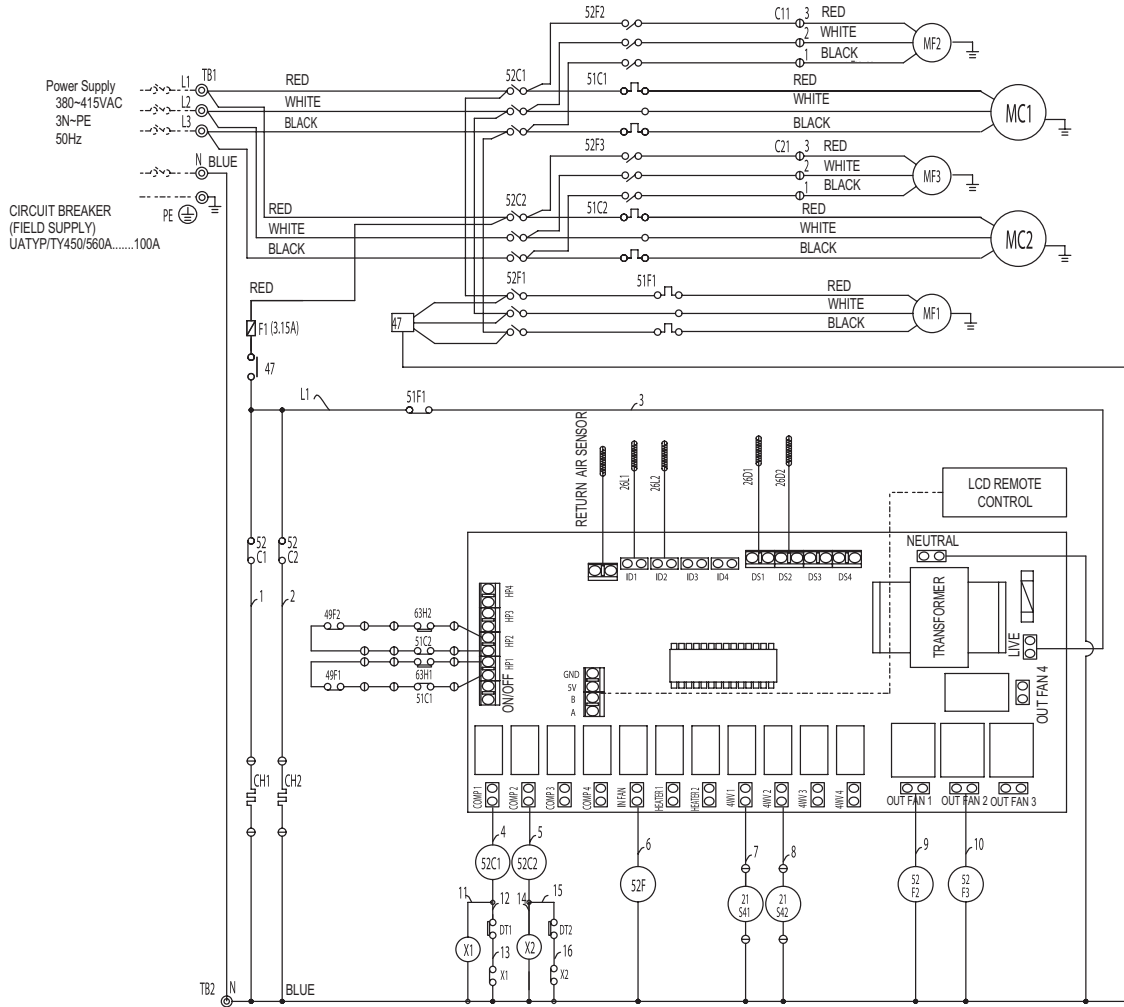 52F2
C11
3
RED
2
WHITE
1
BLACK
MF2
Power Supply
380~415VAC
3N~PE
50Hz
L1
TB1
L2
L3
RED
WHITE
BLACK
52C1
51C1
RED
WHITE
BLACK
MC1
N
BLUE
PE
52F3
C21
3
RED
2
WHITE
1
BLACK
MF3
CIRCUIT BREAKER
(FIELD SUPPLY)
UATYP/TY450/560A.......100A
RED
WHITE
BLACK
52C2
51C2
RED
WHITE
BLACK
MC2
RED
52F1
51F1
RED
WHITE
BLACK
MF1
47
F1 (3.15A)
47
L1
51F1
3
RETURN AIR SENSOR
26L1
26L2
26D1
26D2
LCD REMOTE
CONTROL
NEUTRAL
52
C1
52
C2
ID1
ID2
ID3
ID4
DS1
DS2
DS3
DS4
TRANSFORMER
LIVE
1
2
HP4
HP3
HP2
HP1
ON/OFF
49F2
63H2
51C2
49F1
63H1
51C1
GND
5V
B
A
OUT FAN 4
CH1
CH2
COMP 1
COMP 2
COMP 3
COMP 4
IN FAN
HEATER 1
HEATER 2
4WV 1
4WV 2
4WV 3
4WV 4
OUT FAN 1
OUT FAN 2
OUT FAN 3
4
5
6
7
8
9
10
52C1
52C2
52F
21
S41
21
S42
52
F2
52
F3
11
12
14
15
DT1
DT2
X1
13
X2
16
X1
X2
TB2
N
BLUE